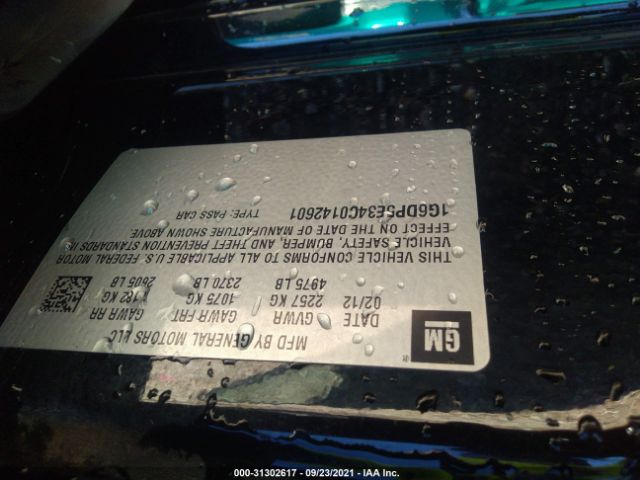 MFD BY GENERAL MOTORS LLC
DATE GVWR GAWR FRT GAWR RR
02/12 2257 KG 1075 KG 1182 KG
4975 LB 2370 LB 2605 LB
GM
THIS VEHICLE CONFORMS TO ALL APPLICABLE U.S. FEDERAL MOTOR
VEHICLE SAFETY, BUMPER, AND THEFT PREVENTION STANDARDS IN
EFFECT ON THE DATE OF MANUFACTURE SHOWN ABOVE
1G6DP5E34C0142601 TYPE: PASS CAR
000-31302617 - 09/23/2021 - IAA Inc.